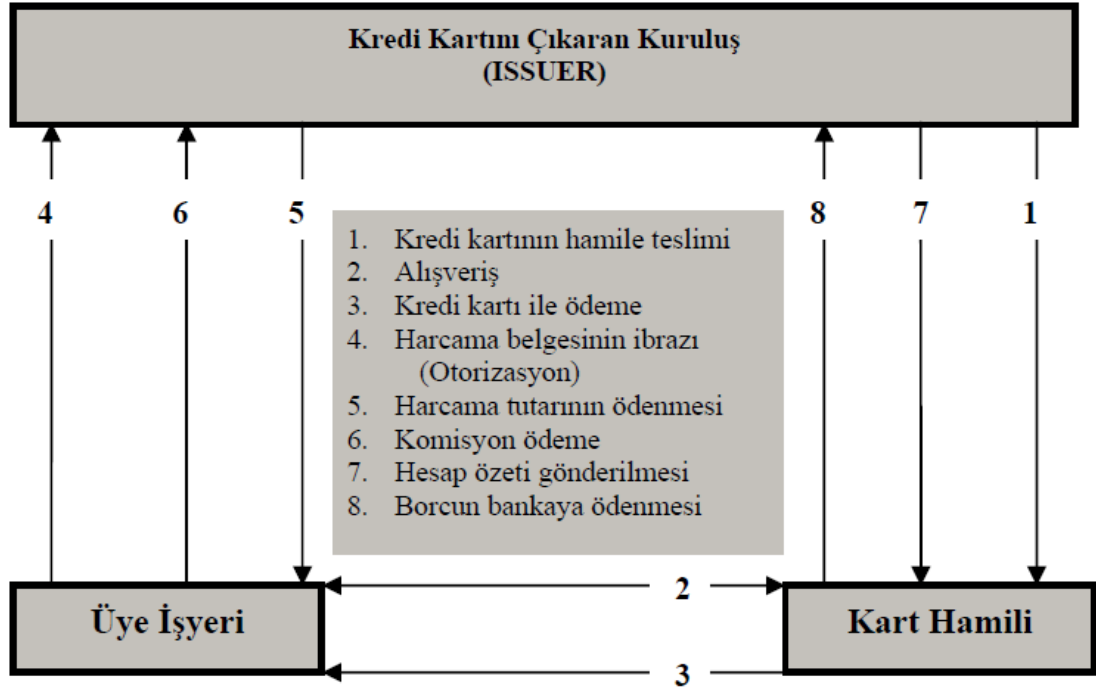 Kredi Kartını Çıkaran Kuruluş
(ISSUER)
4
6
5
8
7
1
1. Kredi kartının hamile teslimi
2. Alışveriş
3. Kredi kartı ile ödeme
4. Harcama belgesinin ibrazı
(Otorizasyon)
5. Harcama tutarının ödenmesi
6. Komisyon ödeme
7. Hesap özeti gönderilmesi
8. Borcun bankaya ödenmesi
2
Üye İşyeri
Kart Hamili
3